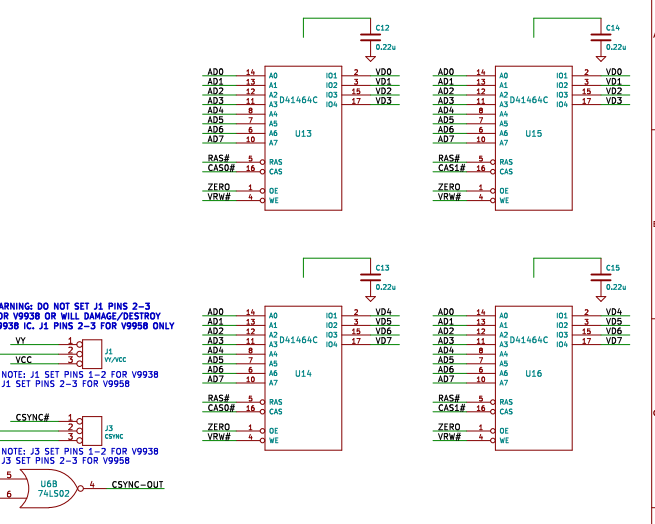 C12
0.22u
AD0 14 A0 IO1 2 VD0
AD1 13 A1 IO2 3 VD1
AD2 12 A2 IO3 15 VD2
AD3 11 A3 IO4 17 VD3
D41464C
AD4 8 A4
AD5 7 A5
AD6 6 A6
AD7 10 A7
U13
RAS# 5 RAS
CAS0# 16 CAS
ZERO 1 OE
VRW# 4 WE
C14
0.22u
AD0 14 A0 IO1 2 VD0
AD1 13 A1 IO2 3 VD1
AD2 12 A2 IO3 15 VD2
AD3 11 A3 IO4 17 VD3
D41464C
AD4 8 A4
AD5 7 A5
AD6 6 A6
AD7 10 A7
U15
RAS# 5 RAS
CAS1# 16 CAS
ZERO 1 OE
VRW# 4 WE
C13
0.22u
AD0 14 A0 IO1 2 VD4
AD1 13 A1 IO2 3 VD5
AD2 12 A2 IO3 15 VD6
AD3 11 A3 IO4 17 VD7
D41464C
AD4 8 A4
AD5 7 A5
AD6 6 A6
AD7 10 A7
U14
RAS# 5 RAS
CAS0# 16 CAS
ZERO 1 OE
VRW# 4 WE
C15
0.22u
AD0 14 A0 IO1 2 VD4
AD1 13 A1 IO2 3 VD5
AD2 12 A2 IO3 15 VD6
AD3 11 A3 IO4 17 VD7
D41464C
AD4 8 A4
AD5 7 A5
AD6 6 A6
AD7 10 A7
U16
RAS# 5 RAS
CAS1# 16 CAS
ZERO 1 OE
VRW# 4 WE
ARNING: DO NOT SET J1 PINS 2-3
OR V9938 OR WILL DAMAGE/DESTROY
9938 IC. J1 PINS 2-3 FOR V9958 ONLY
VY 1
2
VCC 3
J1
VY/VCC
NOTE: J1 SET PINS 1-2 FOR V9938
J1 SET PINS 2-3 FOR V9958
CSYNC# 1
2
3
J3
CSYNC
NOTE: J3 SET PINS 1-2 FOR V9938
J3 SET PINS 2-3 FOR V9958
5
6
U6B
74LS02
4 CSYNC-OUT